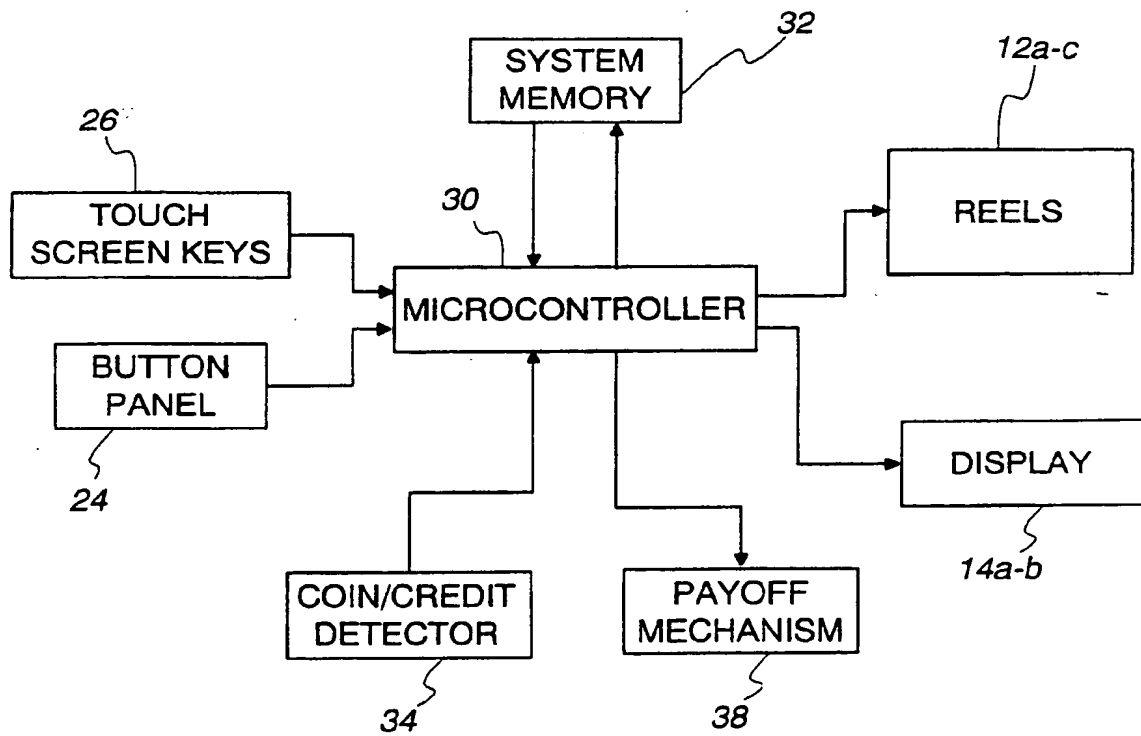 32
SYSTEM
MEMORY
12a-c
26
REELS
TOUCH
SCREEN KEYS
30
MICROCONTROLLER
BUTTON
PANEL
24
DISPLAY
14a-b
COIN/CREDIT
DETECTOR
34
PAYOFF
MECHANISM
38